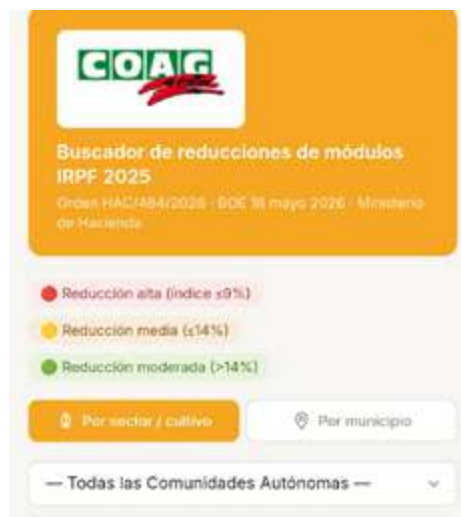 COAG
Buscador de reducciones de módulos
IRPF 2025
Orden HAC/484/2026 · BOE 18 mayo 2026 · Ministerio
de Hacienda
Reducción alta (índice ≤9%)
Reducción media (≤14%)
Reducción moderada (>14%)
Por sector / cultivo
Por municipio
— Todas las Comunidades Autónomas —